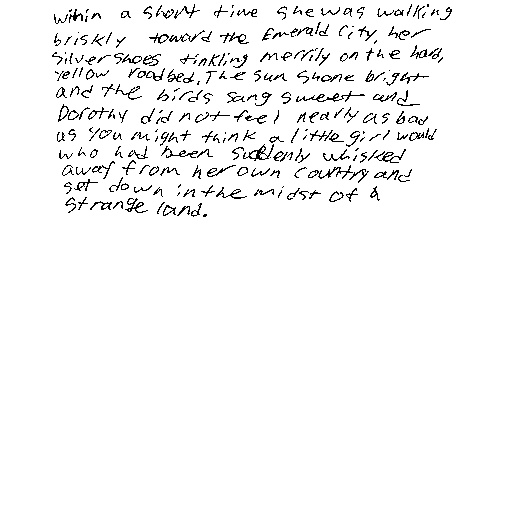 within a short time she was walking
briskly toward the Emerald City, her
Silver Shoes tinkling merrily on the hard,
yellow roadbed. The sun shone bright
and the birds sang sweet and
Dorothy did not feel nearly as bad
as you might think a little girl would
who had been suddenly whisked
away from her own country and
set down in the midst of a
strange land.